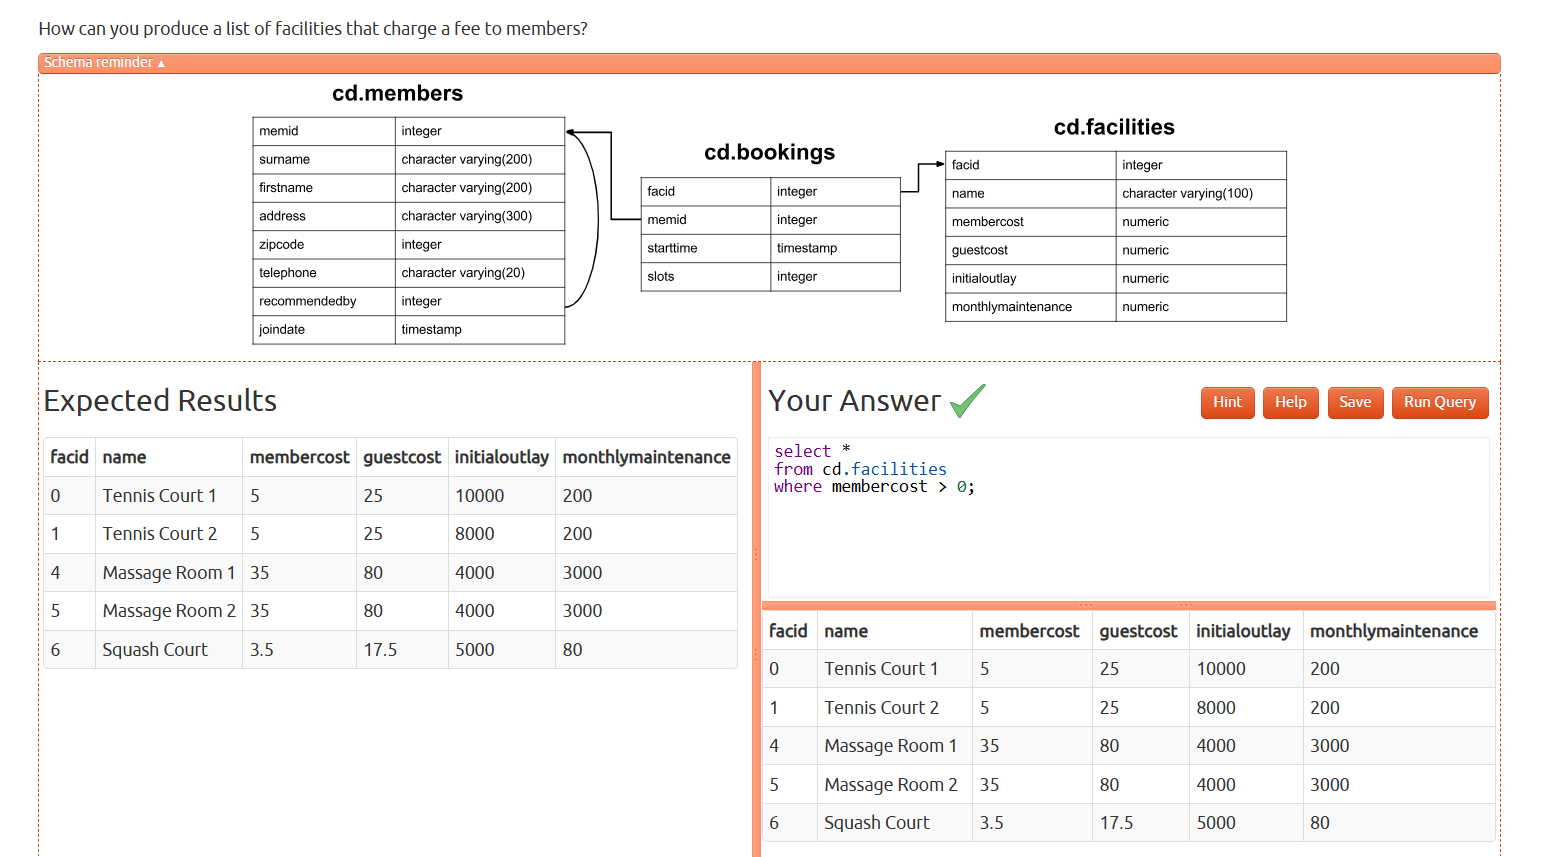 How can you produce a list of facilities that charge a fee to members?
Schema reminder ▲
cd.members
memid integer
surname character varying(200)
firstname character varying(200)
address character varying(300)
zipcode integer
telephone character varying(20)
recommendedby integer
joindate timestamp
cd.bookings
facid integer
memid integer
starttime timestamp
slots integer
cd.facilities
facid integer
name character varying(100)
membercost numeric
guestcost numeric
initialoutlay numeric
monthlymaintenance numeric
Expected Results
facid name membercost guestcost initialoutlay monthlymaintenance
0 Tennis Court 1 5 25 10000 200
1 Tennis Court 2 5 25 8000 200
4 Massage Room 1 35 80 4000 3000
5 Massage Room 2 35 80 4000 3000
6 Squash Court 3.5 17.5 5000 80
Your Answer
Hint Help Save Run Query
select *
from cd.facilities
where membercost > 0;
facid name membercost guestcost initialoutlay monthlymaintenance
0 Tennis Court 1 5 25 10000 200
1 Tennis Court 2 5 25 8000 200
4 Massage Room 1 35 80 4000 3000
5 Massage Room 2 35 80 4000 3000
6 Squash Court 3.5 17.5 5000 80